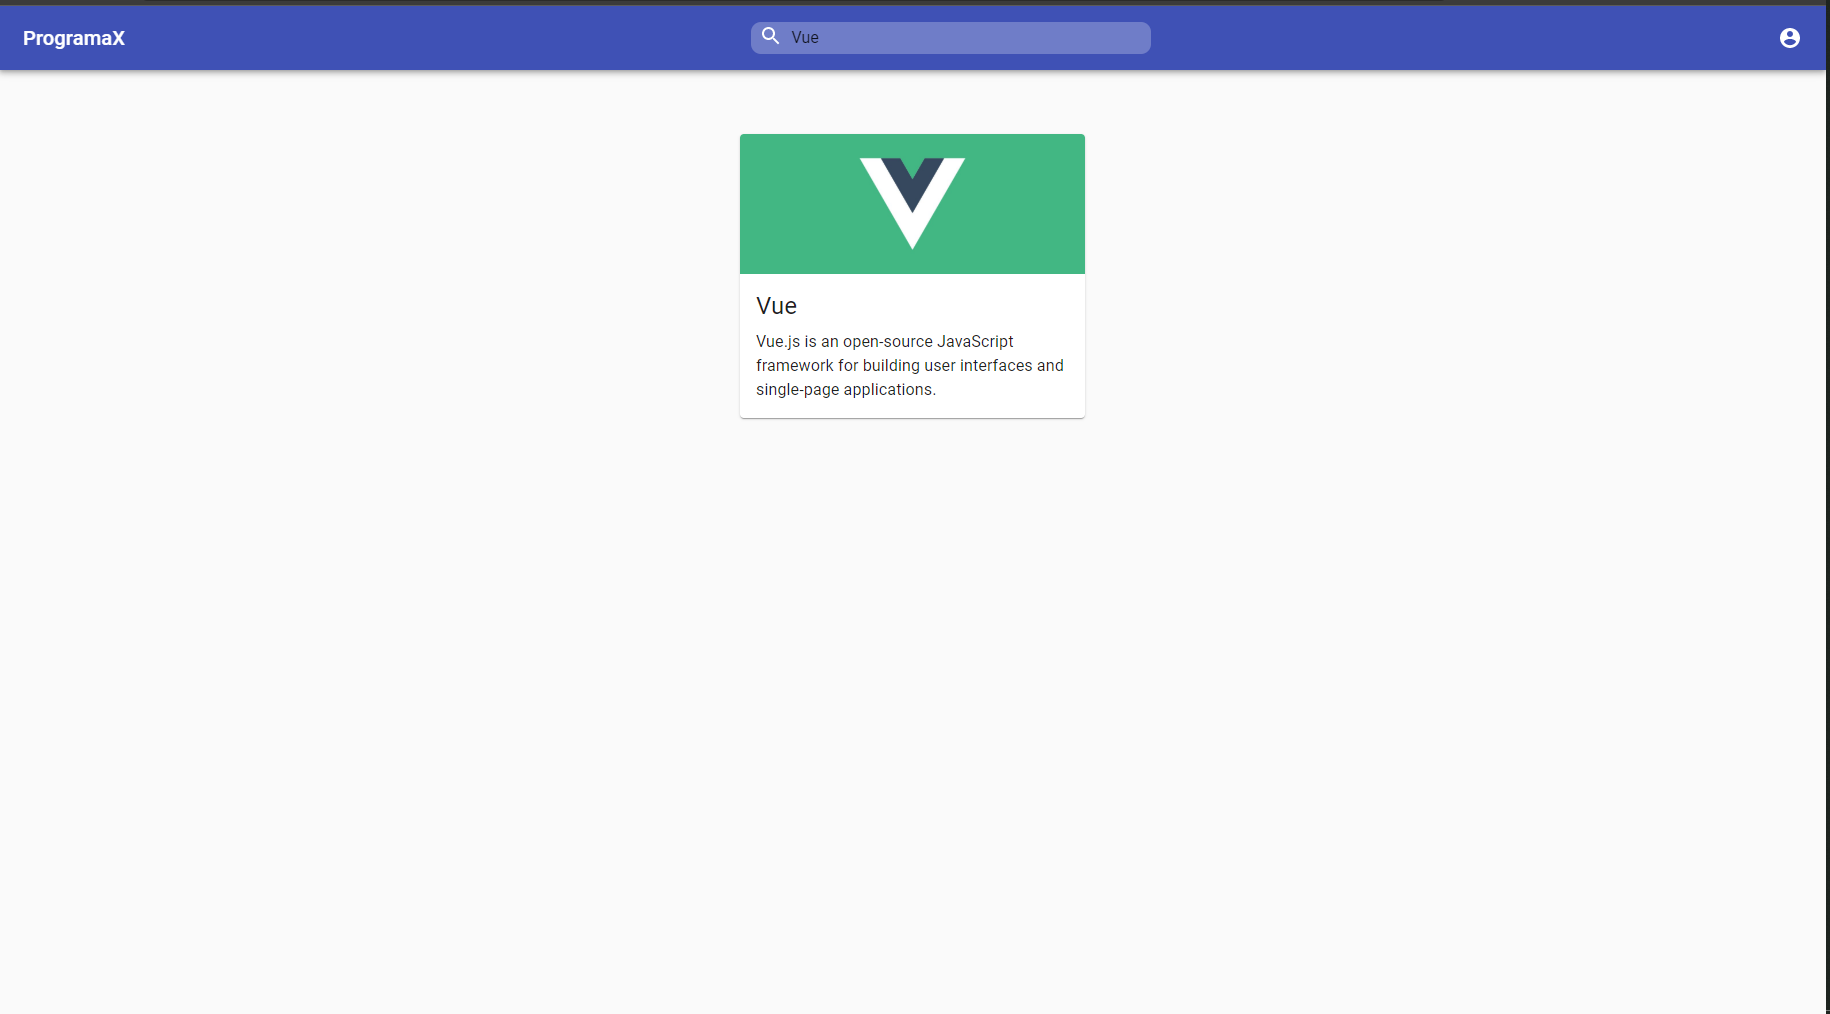 ProgramaX
Vue
Vue
Vue.js is an open-source JavaScript
framework for building user interfaces and
single-page applications.